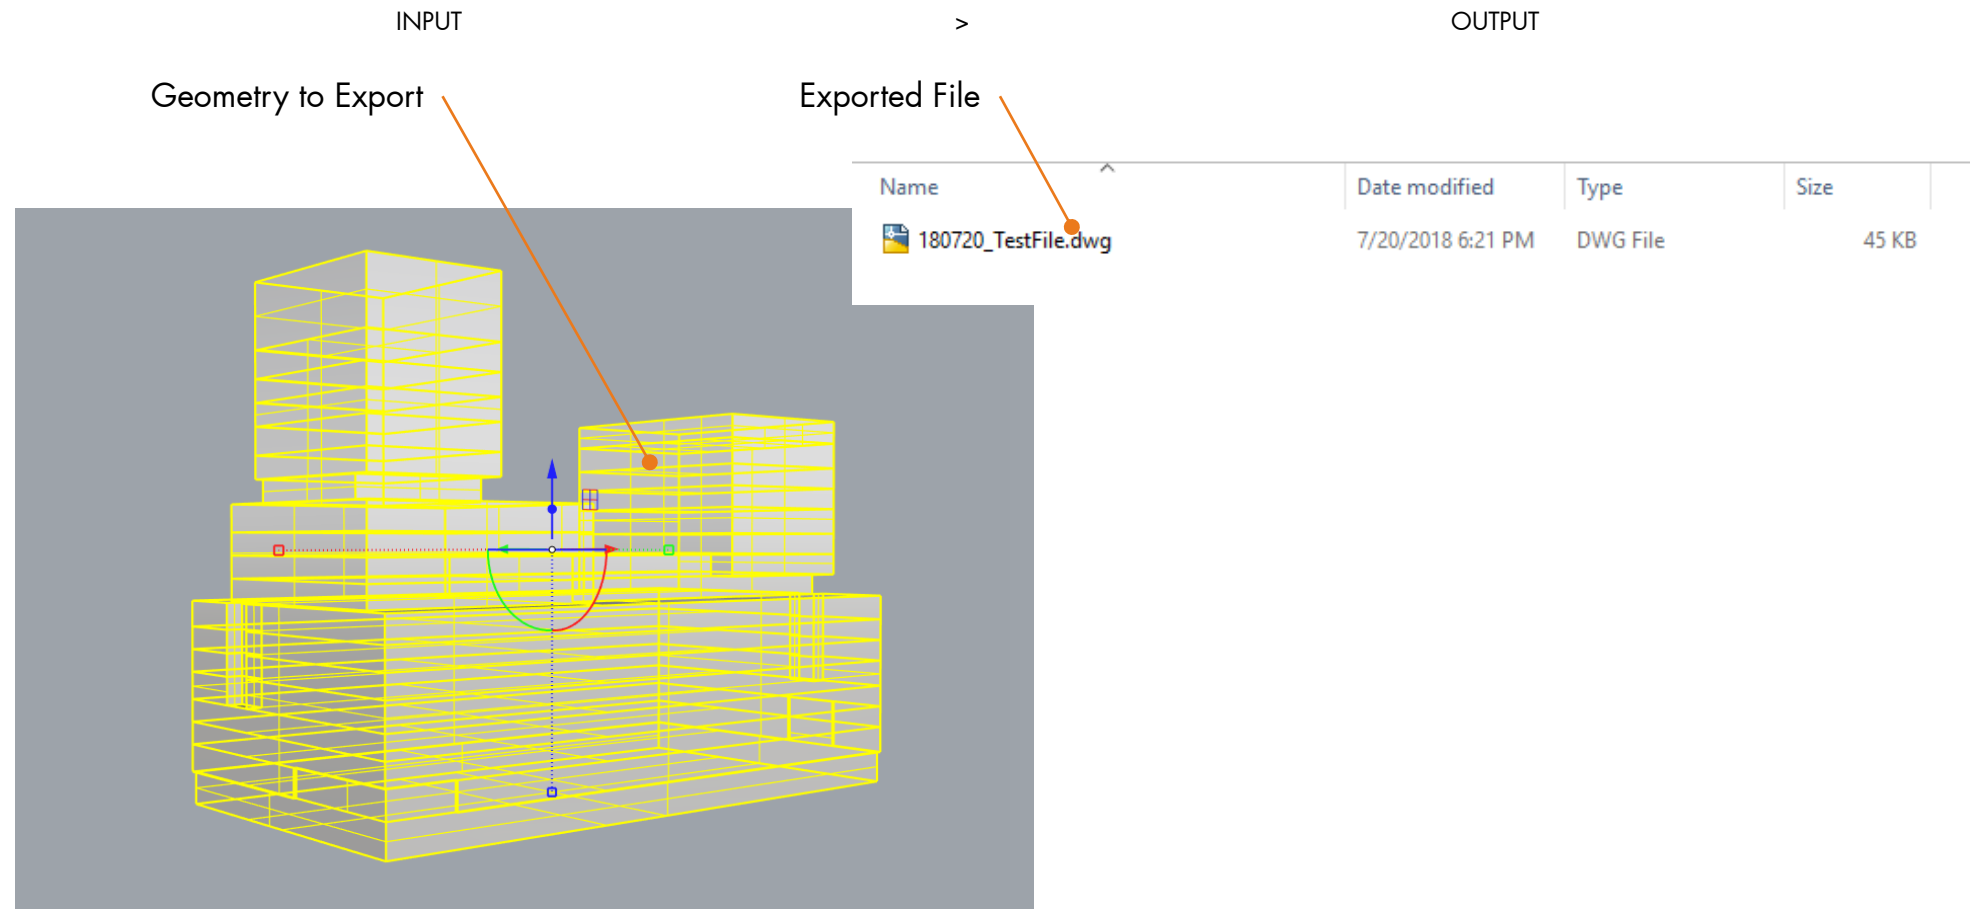 INPUT > OUTPUT
Geometry to Export
Exported File
Name Date modified Type Size
180720_TestFile.dwg 7/20/2018 6:21 PM DWG File 45 KB